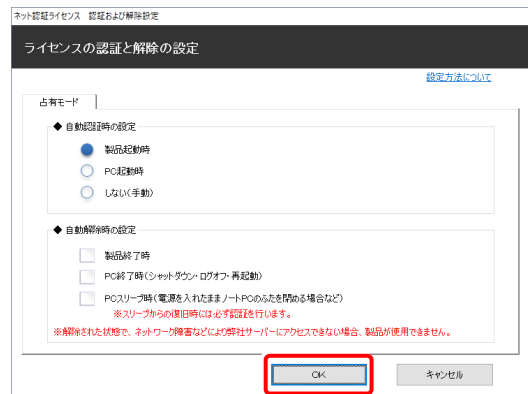 ネット認証ライセンス　認証および解除設定
ライセンスの認証と解除の設定
設定方法について
占有モード
◆ 自動認証時の設定
製品起動時
PC起動時
しない(手動)
◆ 自動解除時の設定
製品終了時
PC終了時(シャットダウン・ログオフ・再起動)
PCスリープ時(電源を入れたままノートPCのふたを閉める場合など)
※スリープからの復旧時には必ず認証を行います。
※解除された状態で、ネットワーク障害などにより弊社サーバーにアクセスできない場合、製品が使用できません。
OK
キャンセル